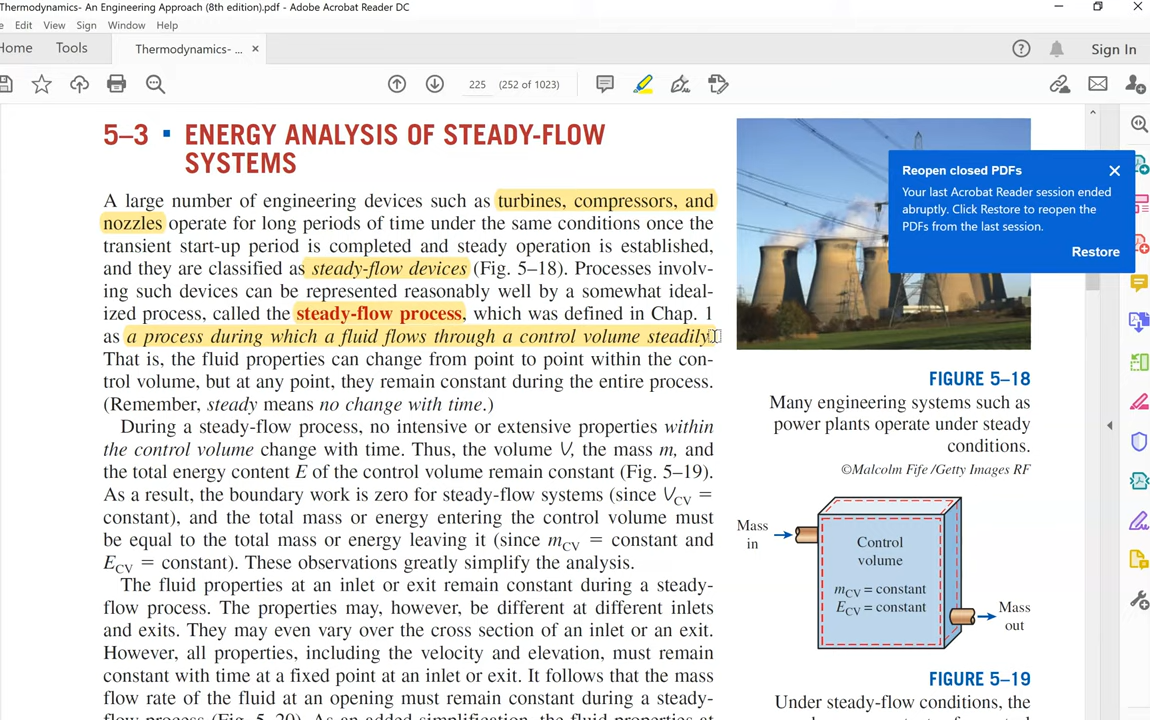 Thermodynamics- An Engineering Approach (8th edition).pdf - Adobe Acrobat Reader DC
Edit View Sign Window Help
Home Tools Thermodynamics- ... ×
Sign In
225 (252 of 1023)
5–3 ▪ ENERGY ANALYSIS OF STEADY-FLOW
SYSTEMS
A large number of engineering devices such as turbines, compressors, and
nozzles operate for long periods of time under the same conditions once the
transient start-up period is completed and steady operation is established,
and they are classified as steady-flow devices (Fig. 5–18). Processes involv-
ing such devices can be represented reasonably well by a somewhat ideal-
ized process, called the steady-flow process, which was defined in Chap. 1
as a process during which a fluid flows through a control volume steadily.
That is, the fluid properties can change from point to point within the con-
trol volume, but at any point, they remain constant during the entire process.
(Remember, steady means no change with time.)
During a steady-flow process, no intensive or extensive properties within
the control volume change with time. Thus, the volume V, the mass m, and
the total energy content E of the control volume remain constant (Fig. 5–19).
As a result, the boundary work is zero for steady-flow systems (since VCV =
constant), and the total mass or energy entering the control volume must
be equal to the total mass or energy leaving it (since mCV = constant and
ECV = constant). These observations greatly simplify the analysis.
The fluid properties at an inlet or exit remain constant during a steady-
flow process. The properties may, however, be different at different inlets
and exits. They may even vary over the cross section of an inlet or an exit.
However, all properties, including the velocity and elevation, must remain
constant with time at a fixed point at an inlet or exit. It follows that the mass
flow rate of the fluid at an opening must remain constant during a steady-
flow process (Fig. 5–20). As an added simplification, the fluid properties at
Reopen closed PDFs
Your last Acrobat Reader session ended
abruptly. Click Restore to reopen the
PDFs from the last session.
Restore
FIGURE 5–18
Many engineering systems such as
power plants operate under steady
conditions.
©Malcolm Fife /Getty Images RF
Mass
in
Control
volume
mCV = constant
ECV = constant
Mass
out
FIGURE 5–19
Under steady-flow conditions, the